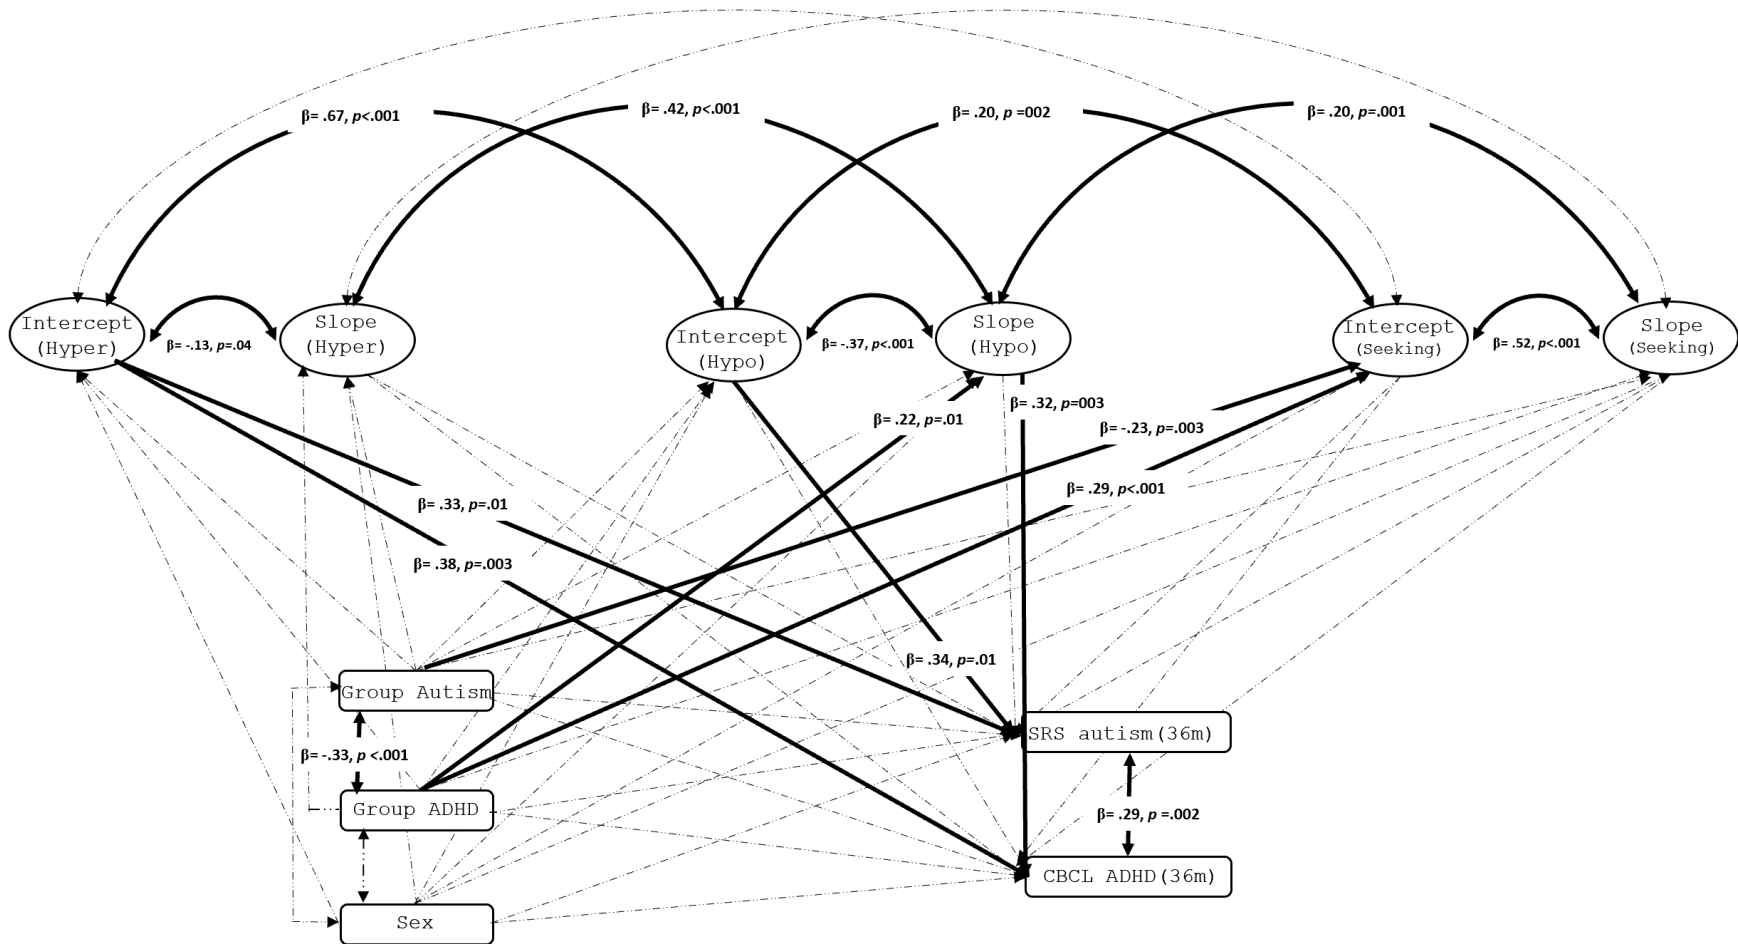 β= .67, p<.001
β= .42, p<.001
β= .20, p =002
β= .20, p=.001
Intercept
(Hyper)
β= -.13, p=.04
Slope
(Hyper)
Intercept
(Hypo)
β= -.37, p<.001
Slope
(Hypo)
Intercept
(Seeking)
β= .52, p<.001
Slope
(Seeking)
β= .22, p=.01
β= .32, p=003
β= -.23, p=.003
β= .33, p=.01
β= .29, p<.001
β= .38, p=.003
β= .34, p=.01
Group Autism
SRS autism(36m)
β= -.33, p <.001
Group ADHD
β= .29, p =.002
CBCL ADHD(36m)
Sex